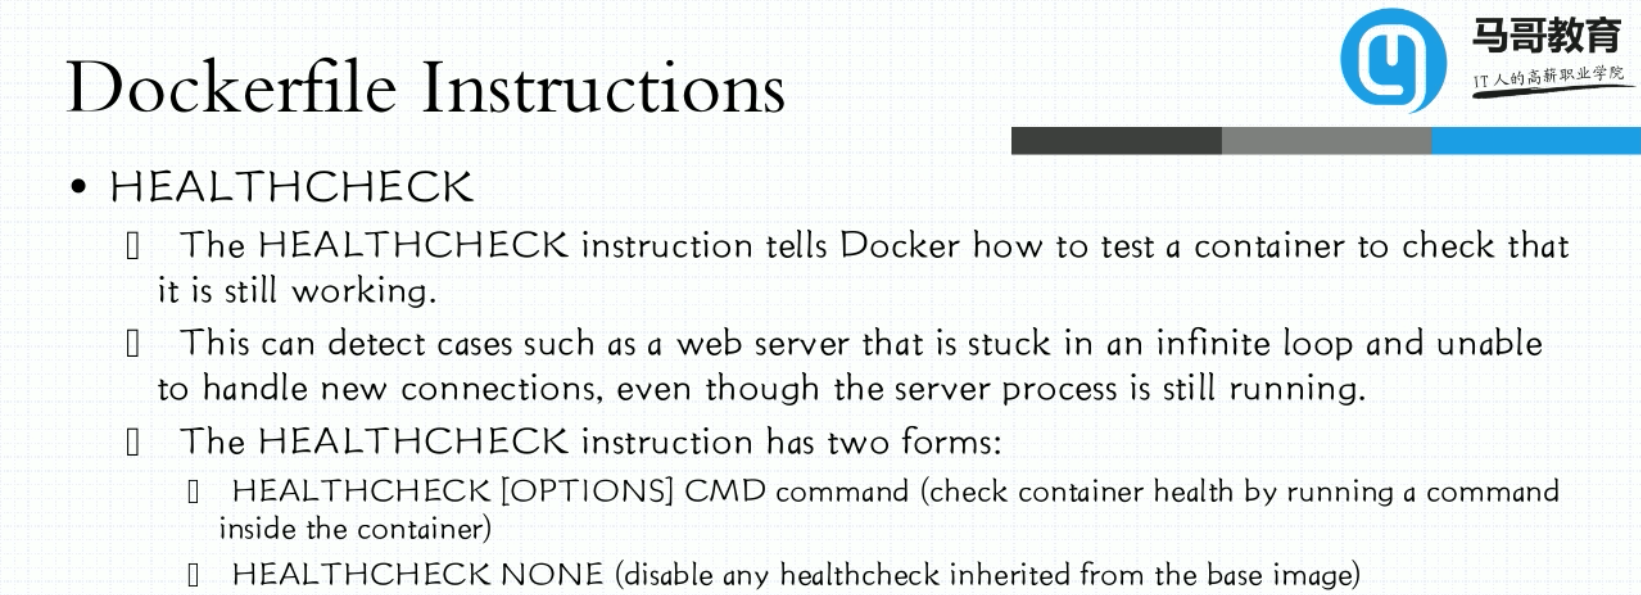 马哥教育
IT人的高薪职业学院
Dockerfile Instructions
• HEALTHCHECK
The HEALTHCHECK instruction tells Docker how to test a container to check that
it is still working.
This can detect cases such as a web server that is stuck in an infinite loop and unable
to handle new connections, even though the server process is still running.
The HEALTHCHECK instruction has two forms:
HEALTHCHECK [OPTIONS] CMD command (check container health by running a command
inside the container)
HEALTHCHECK NONE (disable any healthcheck inherited from the base image)